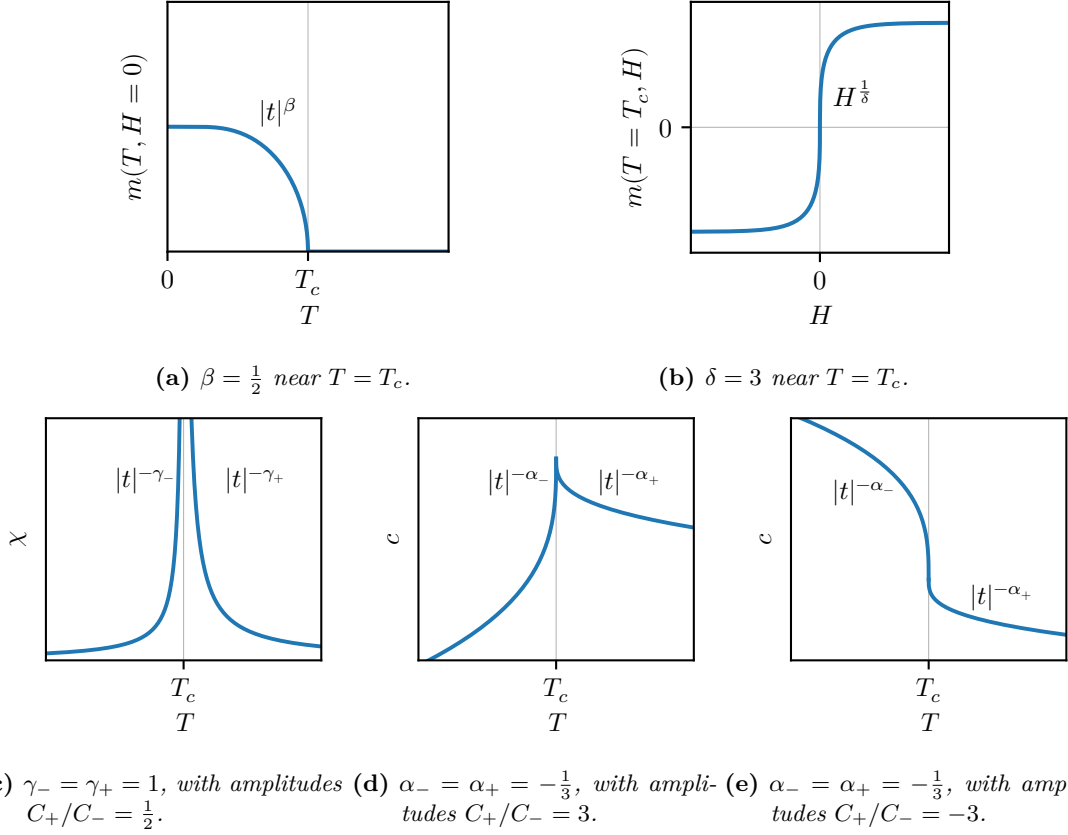 m(T, H = 0)
|t|^β
0
T_c
T
(a) β = 1/2 near T = T_c.
m(T = T_c, H)
0
H^{1/δ}
0
H
(b) δ = 3 near T = T_c.
χ
|t|^{-γ_-}
|t|^{-γ_+}
T_c
T
) γ_- = γ_+ = 1, with amplitudes
C_+/C_- = 1/2.
c
|t|^{-α_-}
|t|^{-α_+}
T_c
T
(d) α_- = α_+ = -1/3, with ampli-
tudes C_+/C_- = 3.
c
|t|^{-α_-}
|t|^{-α_+}
T_c
T
(e) α_- = α_+ = -1/3, with amp
tudes C_+/C_- = -3.